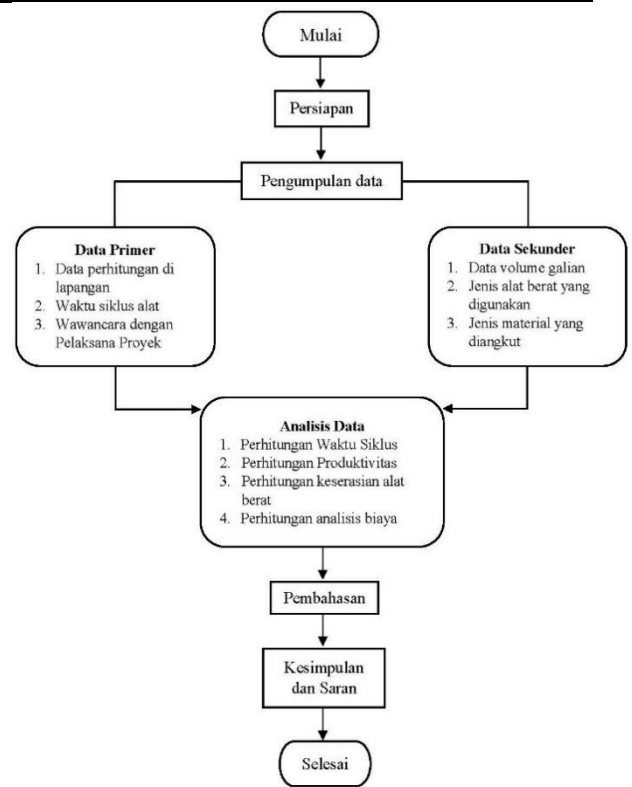 Mulai
Persiapan
Pengumpulan data
Data Primer
1. Data perhitungan di
lapangan
2. Waktu siklus alat
3. Wawancara dengan
Pelaksana Proyek
Data Sekunder
1. Data volume galian
2. Jenis alat berat yang
digunakan
3. Jenis material yang
diangkut
Analisis Data
1. Perhitungan Waktu Siklus
2. Perhitungan Produktivitas
3. Perhitungan keserasian alat
berat
4. Perhitungan analisis biaya
Pembahasan
Kesimpulan
dan Saran
Selesai